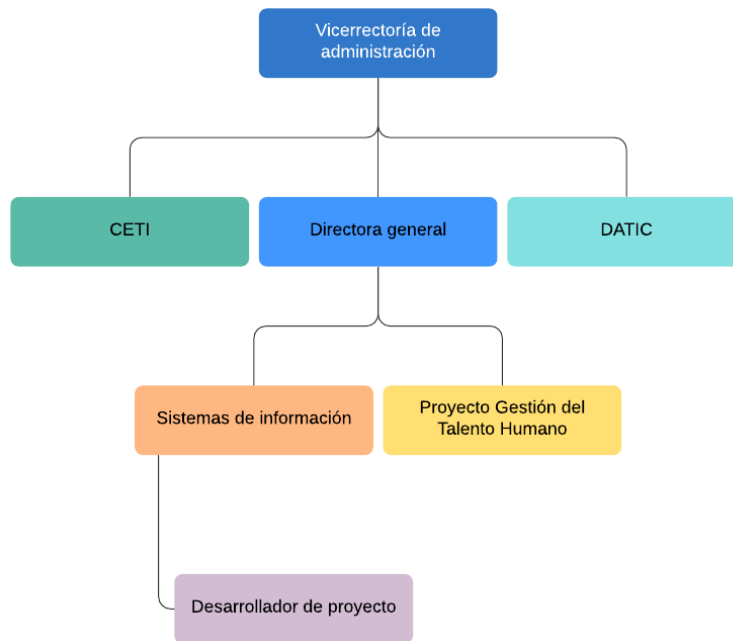 Vicerrectoría de
administración
CETI
Directora general
DATIC
Sistemas de información
Proyecto Gestión del
Talento Humano
Desarrollador de proyecto